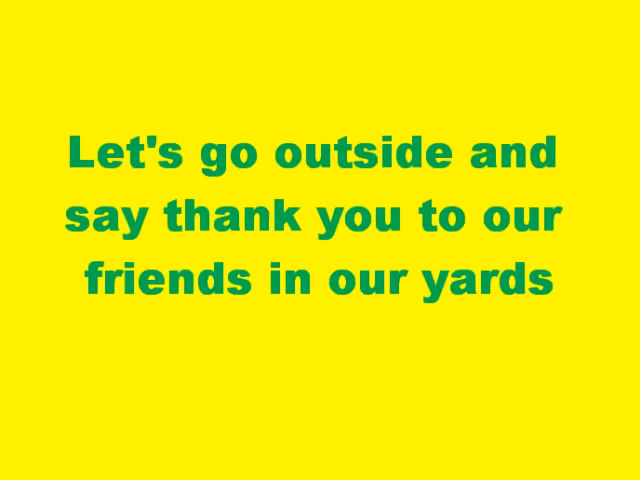 Let's go outside and
say thank you to our
friends in our yards